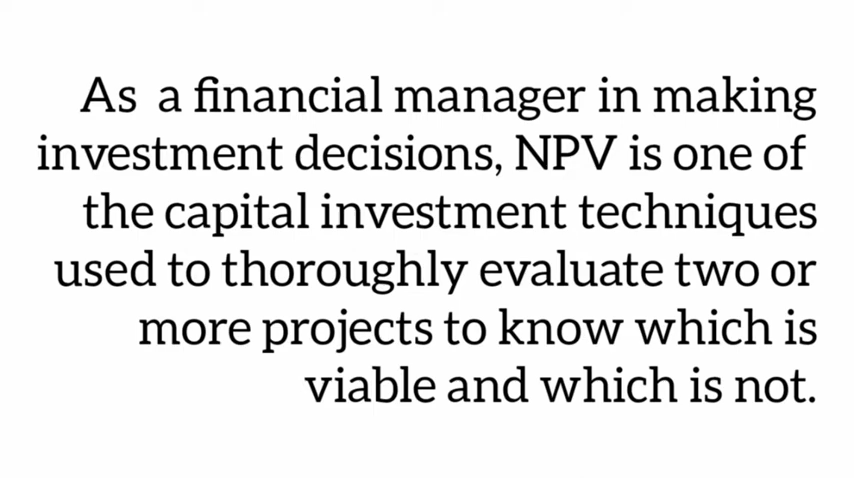 As  a financial manager in making
investment decisions, NPV is one of
the capital investment techniques
used to thoroughly evaluate two or
more projects to know which is
viable and which is not.